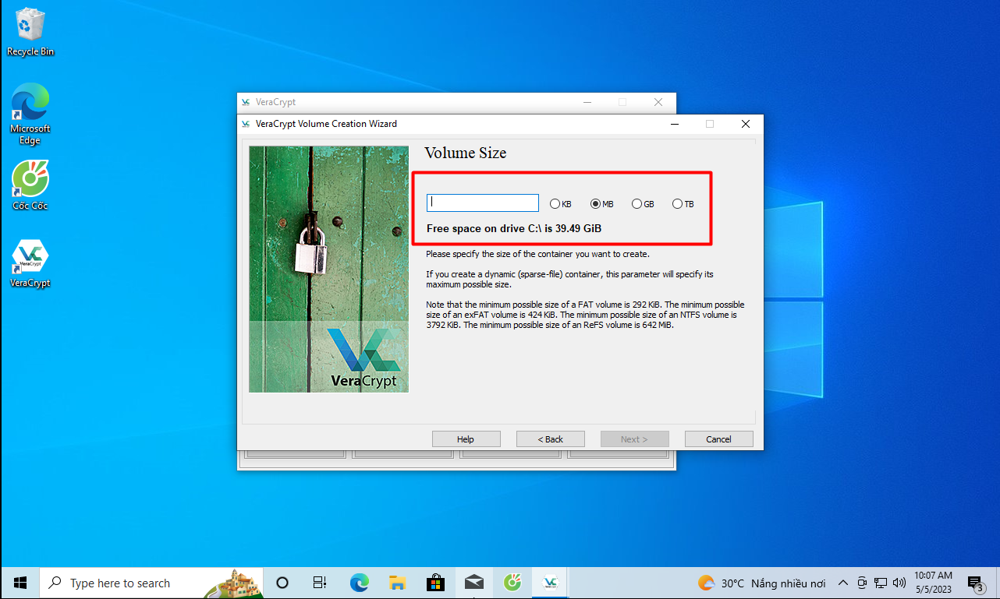 Recycle Bin
Microsoft
Edge
Cốc Cốc
VeraCrypt
VeraCrypt
VeraCrypt
VeraCrypt Volume Creation Wizard
VeraCrypt
Volume Size
KB
MB
GB
TB
Free space on drive C:\ is 39.49 GiB
Please specify the size of the container you want to create.
If you create a dynamic (sparse-file) container, this parameter will specify its
maximum possible size.
Note that the minimum possible size of a FAT volume is 292 KiB. The minimum possible
size of an exFAT volume is 424 KiB. The minimum possible size of an NTFS volume is
3792 KiB. The minimum possible size of an ReFS volume is 642 MiB.
Help
< Back
Next >
Cancel
Type here to search
30°C Nắng nhiều nơi
10:07 AM
5/5/2023
3